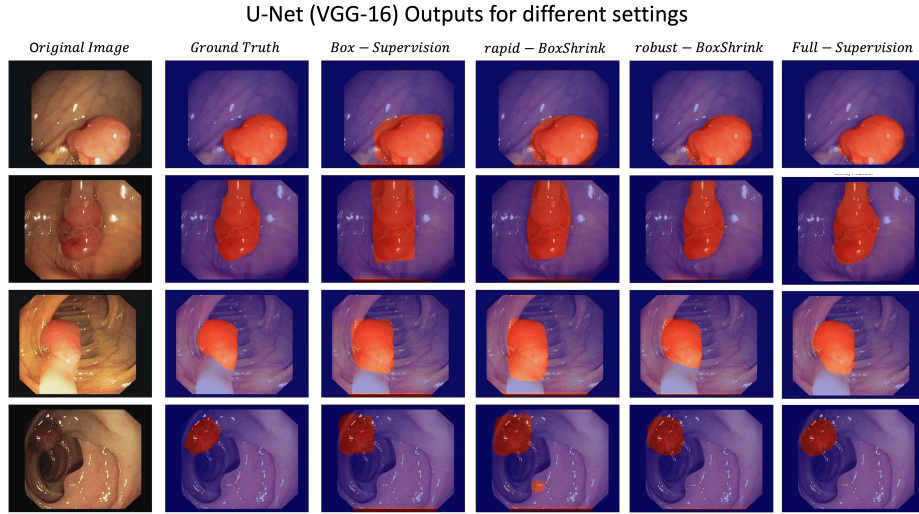 U-Net (VGG-16) Outputs for different settings
Original Image Ground Truth Box − Supervision rapid − BoxShrink robust − BoxShrink Full − Supervision